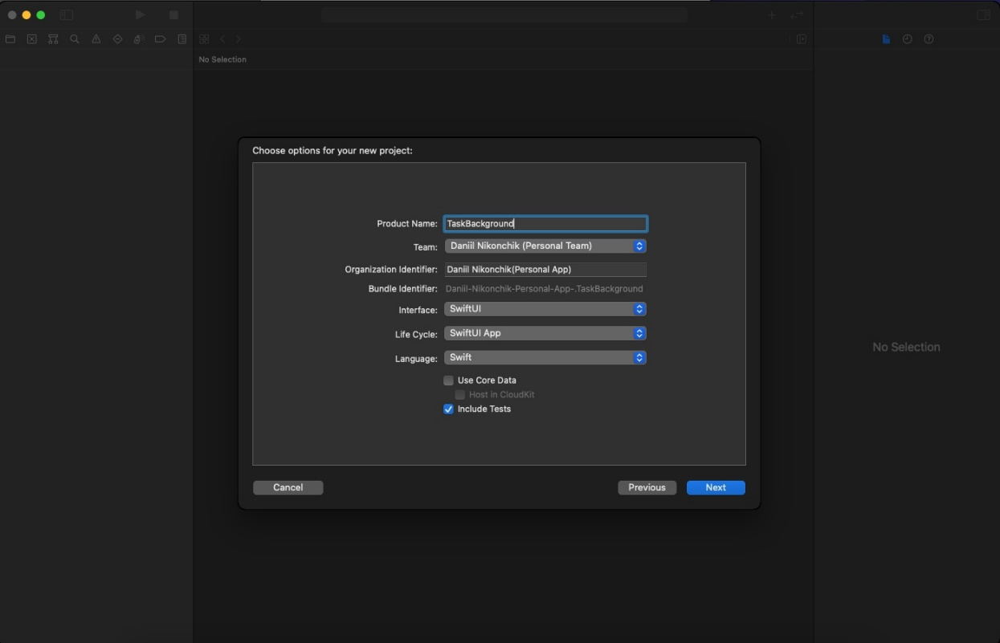 No Selection
Choose options for your new project:
Product Name: TaskBackground
Team: Daniil Nikonchik (Personal Team)
Organization Identifier: Daniil Nikonchik(Personal App)
Bundle Identifier: Daniil-Nikonchik-Personal-App-.TaskBackground
Interface: SwiftUI
Life Cycle: SwiftUI App
No Selection
Language: Swift
Use Core Data
Host in CloudKit
Include Tests
Cancel Previous Next